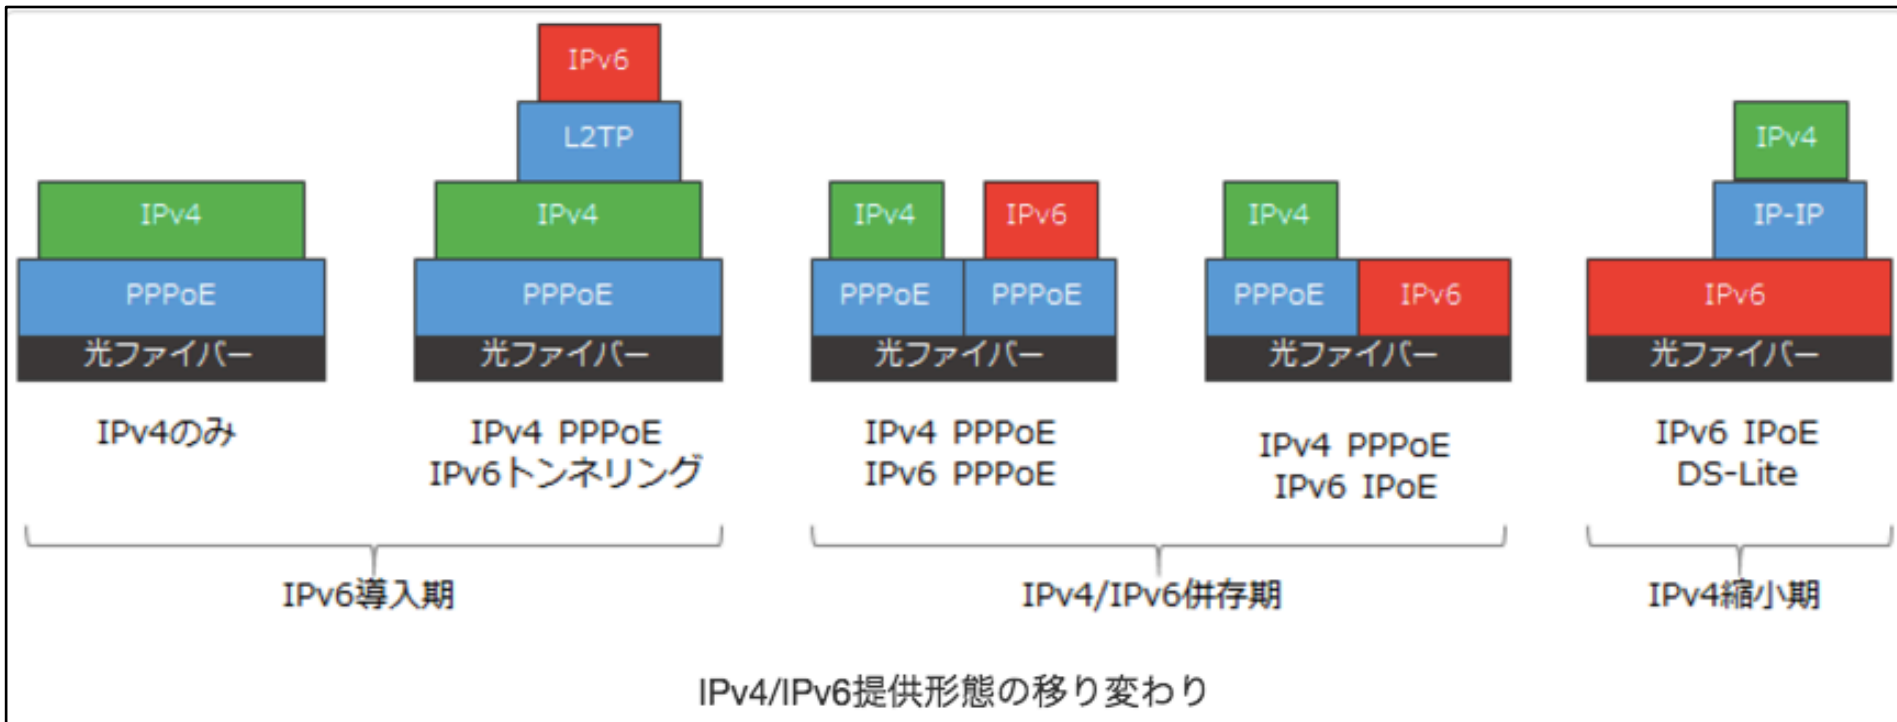 IPv4
PPPoE
光ファイバー
IPv4のみ
IPv6
L2TP
IPv4
PPPoE
光ファイバー
IPv4 PPPoE
IPv6トンネリング
IPv6導入期
IPv4
IPv6
PPPoE
PPPoE
光ファイバー
IPv4 PPPoE
IPv6 PPPoE
IPv4
PPPoE
IPv6
光ファイバー
IPv4 PPPoE
IPv6 IPoE
IPv4/IPv6併存期
IPv4
IP-IP
IPv6
光ファイバー
IPv6 IPoE
DS-Lite
IPv4縮小期
IPv4/IPv6提供形態の移り変わり